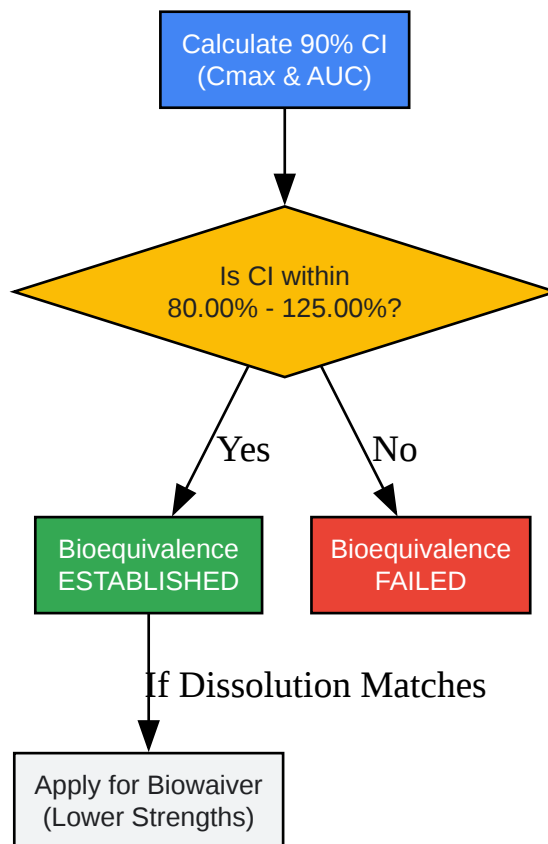 Calculate 90% CI
(Cmax & AUC)
Is CI within
80.00% - 125.00%?
Yes
No
Bioequivalence
ESTABLISHED
Bioequivalence
FAILED
If Dissolution Matches
Apply for Biowaiver
(Lower Strengths)